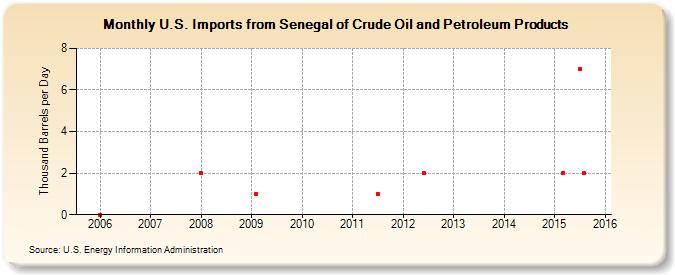 Monthly U.S. Imports from Senegal of Crude Oil and Petroleum Products
Thousand Barrels per Day
8
6
4
2
0
2006 2007 2008 2009 2010 2011 2012 2013 2014 2015 2016
Source: U.S. Energy Information Administration